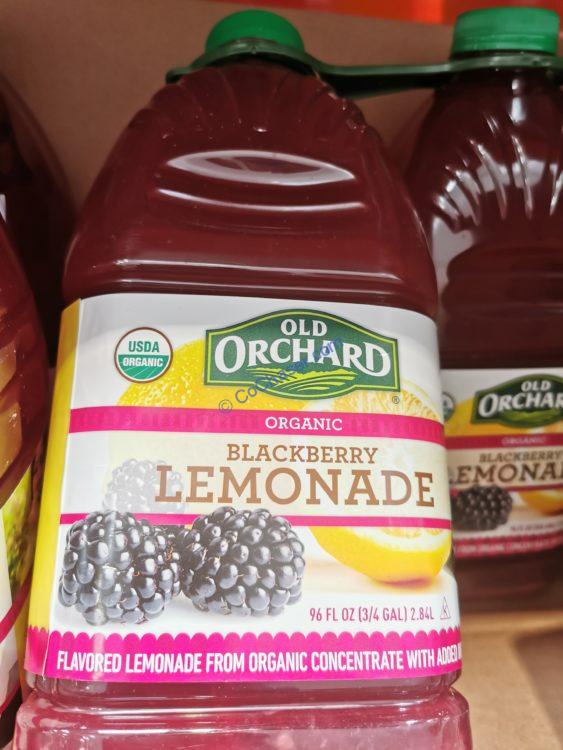 USDA
ORGANIC
OLD
ORCHARD
®
ORGANIC
BLACKBERRY
LEMONADE
96 FL OZ (3/4 GAL) 2.84L
K
FLAVORED LEMONADE FROM ORGANIC CONCENTRATE WITH ADDED
OLD
ORGANIC
BLACKBERRY